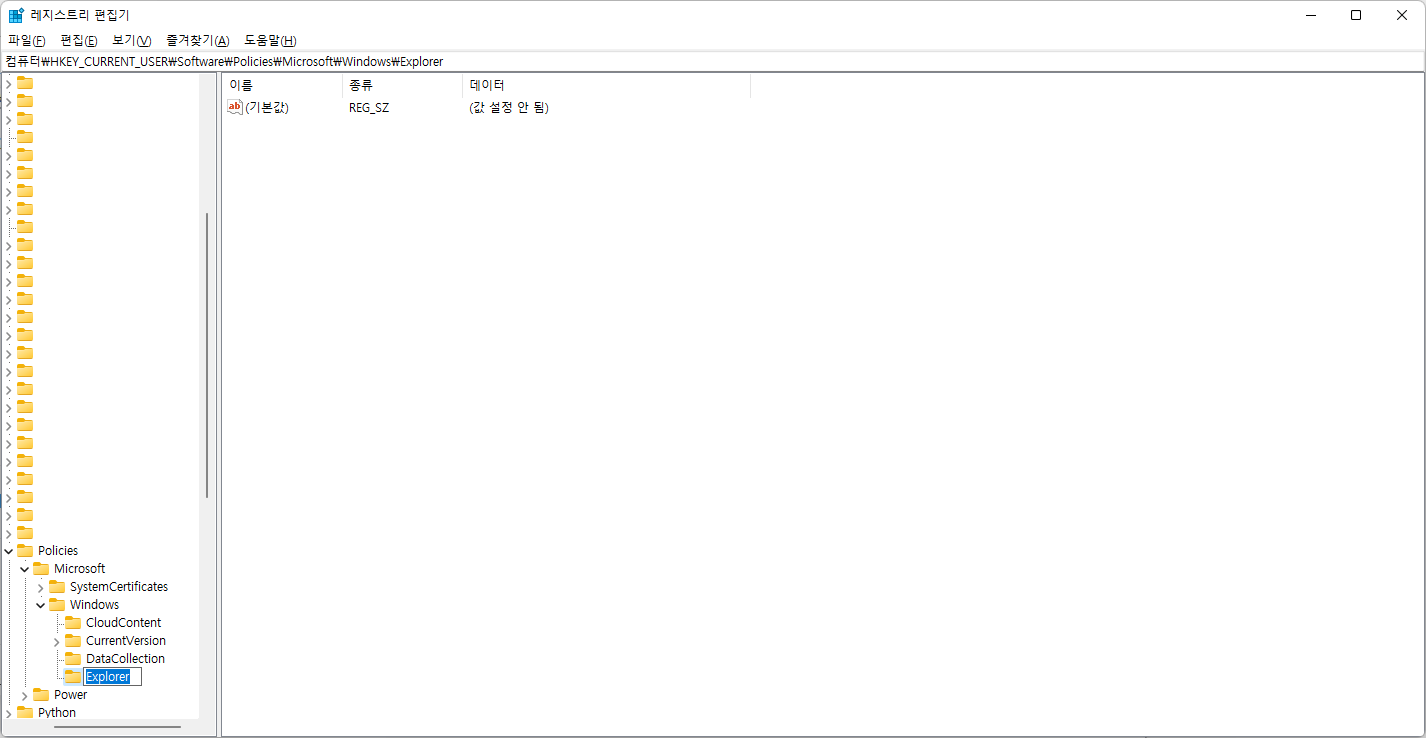 레지스트리 편집기
파일(F) 편집(E) 보기(V) 즐겨찾기(A) 도움말(H)
컴퓨터₩HKEY_CURRENT_USER₩Software₩Policies₩Microsoft₩Windows₩Explorer
이름 종류 데이터
ab (기본값) REG_SZ (값 설정 안 됨)
Policies
Microsoft
SystemCertificates
Windows
CloudContent
CurrentVersion
DataCollection
Explorer
Power
Python